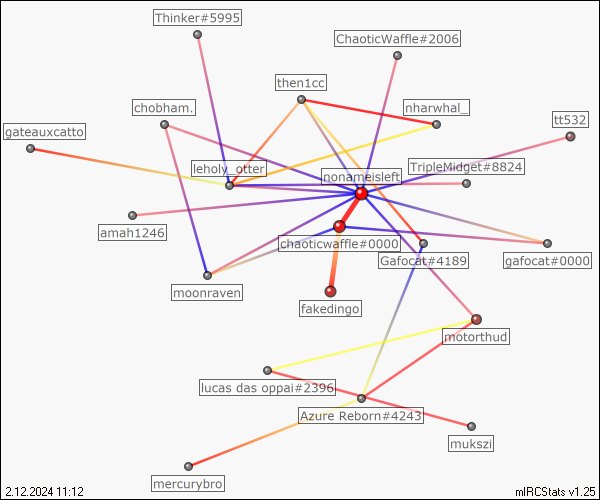 Thinker#5995
ChaoticWaffle#2006
then1cc
chobham.
nharwhal_
tt532
gateauxcatto
leholy_otter
TripleMidget#8824
nonameisleft
amah1246
chaoticwaffle#0000
Gafocat#4189
gafocat#0000
moonraven
fakedingo
motorthud
lucas das oppai#2396
Azure Reborn#4243
mukszi
mercurybro
2.12.2024 11:12
mIRCStats v1.25